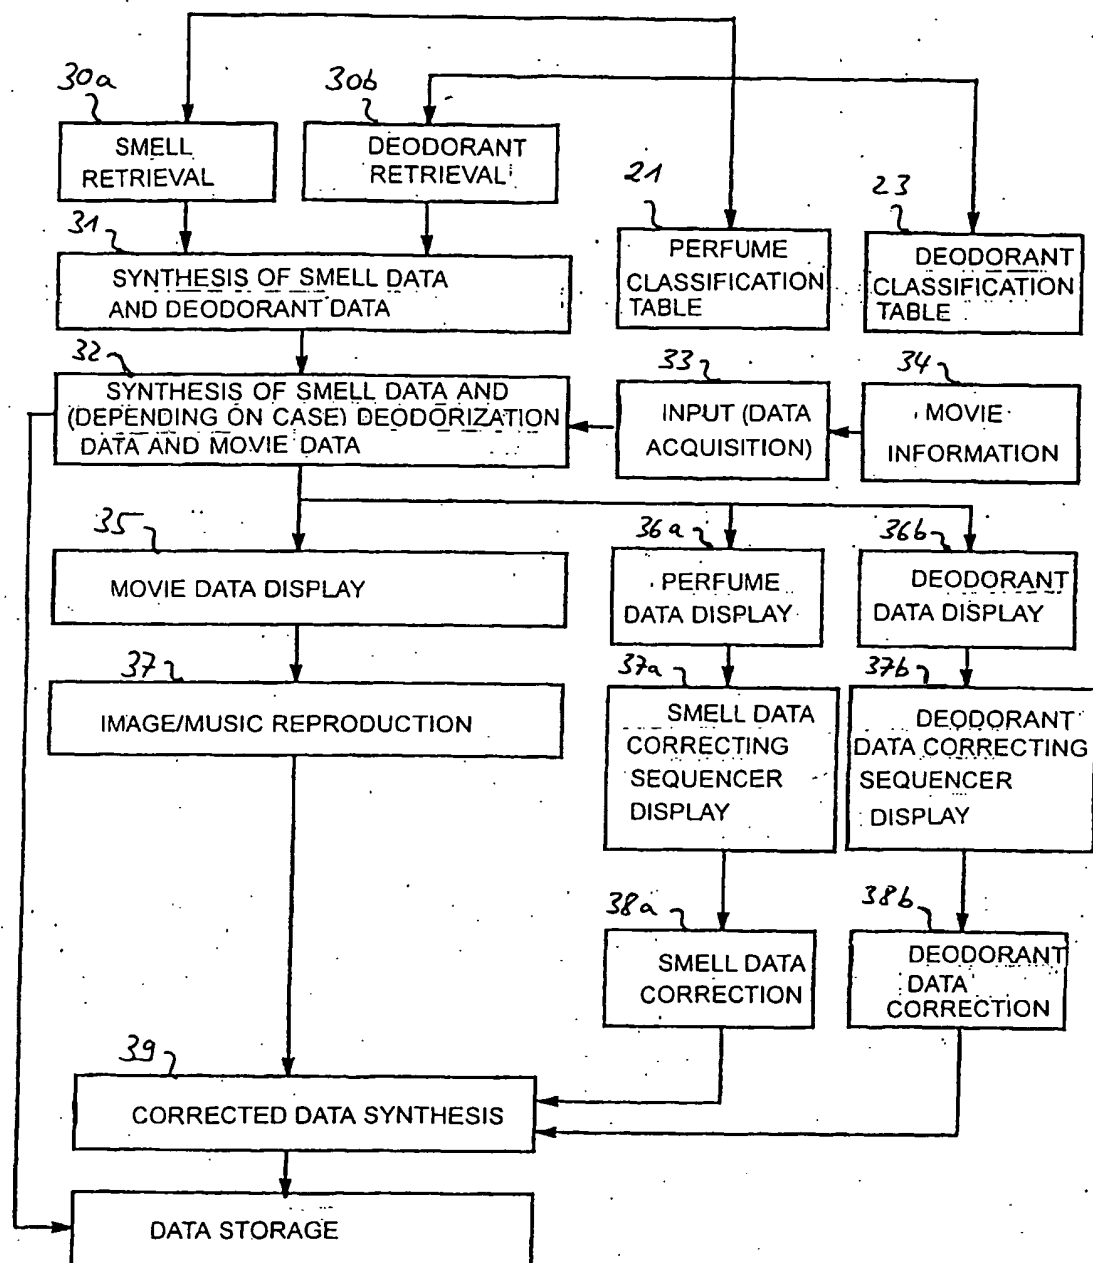 30a
30b
SMELL
RETRIEVAL
DEODORANT
RETRIEVAL
21
23
31
SYNTHESIS OF SMELL DATA
AND DEODORANT DATA
PERFUME
CLASSIFICATION
TABLE
DEODORANT
CLASSIFICATION
TABLE
32
33
34
SYNTHESIS OF SMELL DATA AND
(DEPENDING ON CASE) DEODORIZATION
DATA AND MOVIE DATA
INPUT (DATA
ACQUISITION)
MOVIE
INFORMATION
35
36a
36b
MOVIE DATA DISPLAY
PERFUME
DATA DISPLAY
DEODORANT
DATA DISPLAY
37
37a
37b
IMAGE/MUSIC REPRODUCTION
SMELL DATA
CORRECTING
SEQUENCER
DISPLAY
DEODORANT
DATA CORRECTING
SEQUENCER
DISPLAY
38a
38b
SMELL DATA
CORRECTION
DEODORANT
DATA
CORRECTION
39
CORRECTED DATA SYNTHESIS
DATA STORAGE